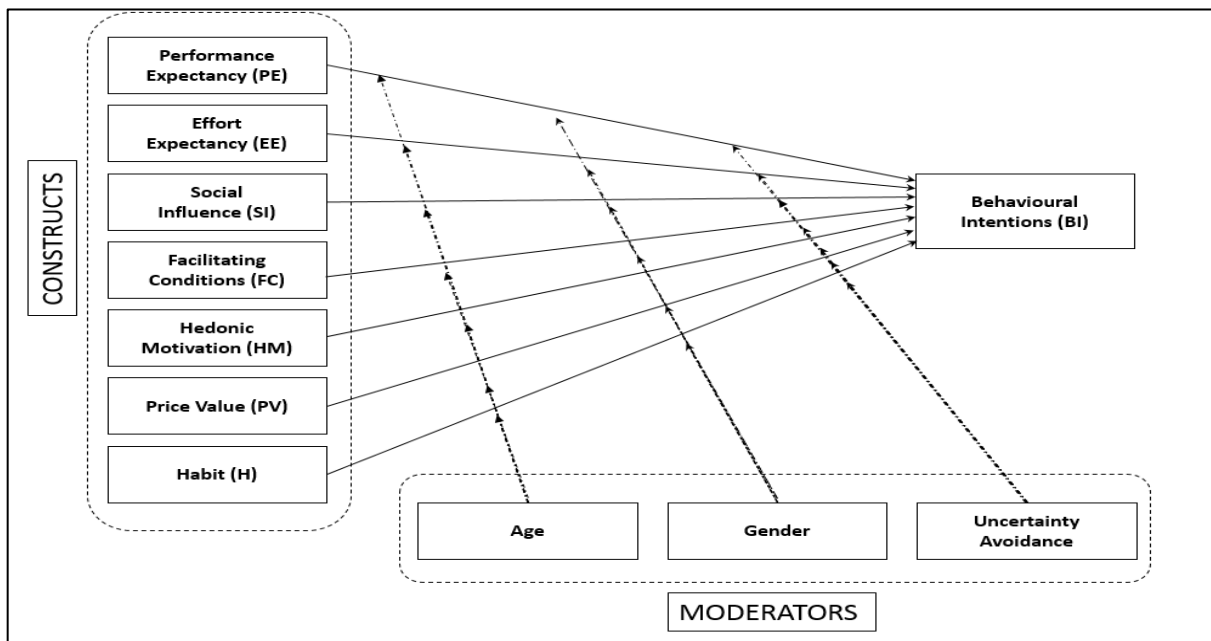 CONSTRUCTS
Performance
Expectancy (PE)
Effort
Expectancy (EE)
Social
Influence (SI)
Facilitating
Conditions (FC)
Hedonic
Motivation (HM)
Price Value (PV)
Habit (H)
Behavioural
Intentions (BI)
Age
Gender
Uncertainty
Avoidance
MODERATORS